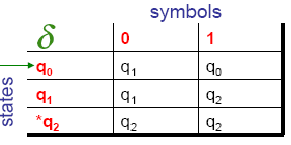 symbols
δ 0 1
states
q0 q1 q0
q1 q1 q2
*q2 q2 q2